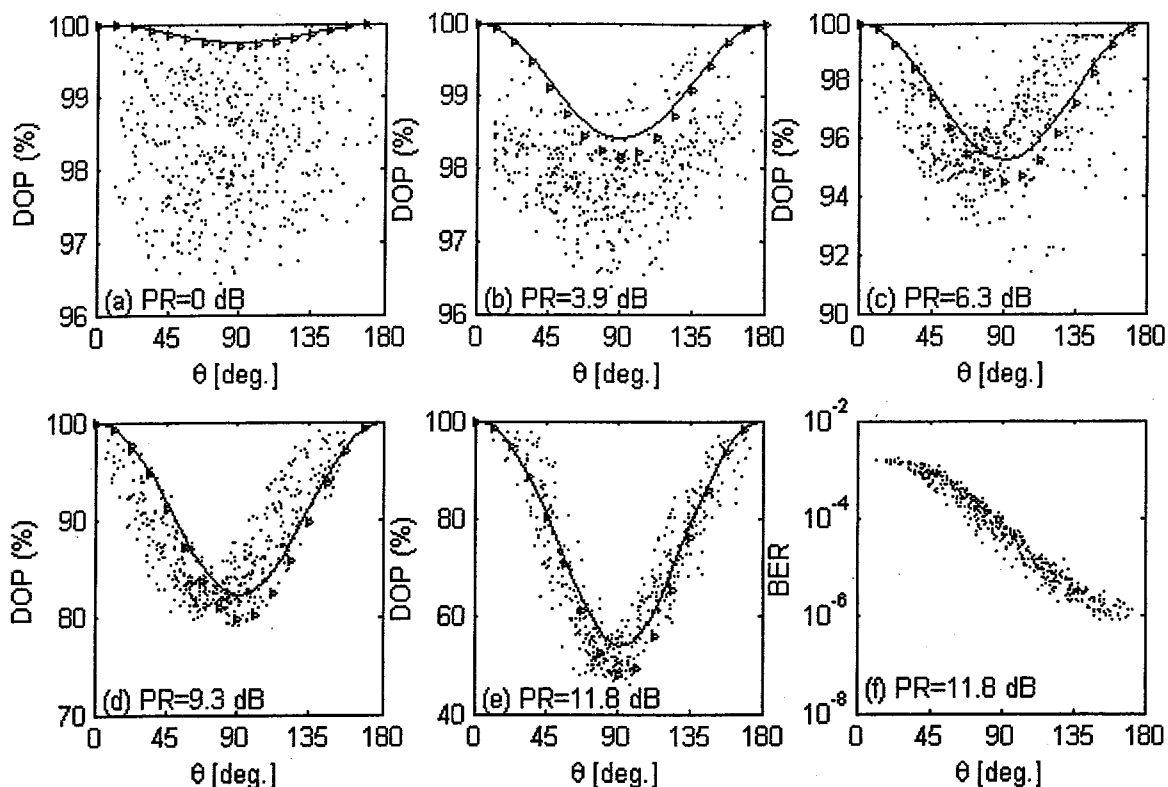 100
99
98
97
96
DOP (%)
(a) PR=0 dB
0 45 90 135 180
θ [deg.]
100
99
98
97
96
DOP (%)
(b) PR=3.9 dB
0 45 90 135 180
θ [deg.]
100
98
96
94
92
90
DOP (%)
(c) PR=6.3 dB
0 45 90 135 180
θ [deg.]
100
90
80
70
DOP (%)
(d) PR=9.3 dB
0 45 90 135 180
θ [deg.]
100
80
60
40
DOP (%)
(e) PR=11.8 dB
0 45 90 135 180
θ [deg.]
10-2
10-4
10-6
10-8
BER
(f) PR=11.8 dB
0 45 90 135 180
θ [deg.]